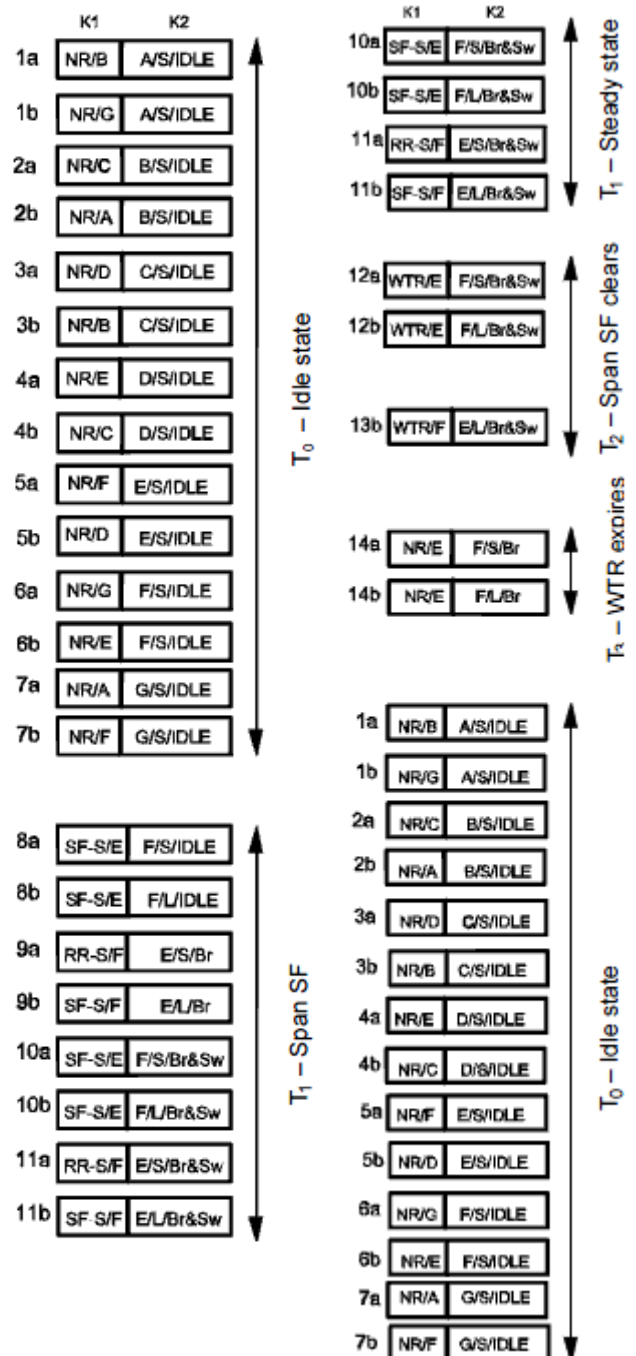 K1 K2
1a NR/B A/S/IDLE
1b NR/G A/S/IDLE
2a NR/C B/S/IDLE
2b NR/A B/S/IDLE
3a NR/D C/S/IDLE
3b NR/B C/S/IDLE
4a NR/E D/S/IDLE
4b NR/C D/S/IDLE
5a NR/F E/S/IDLE
5b NR/D E/S/IDLE
6a NR/G F/S/IDLE
6b NR/E F/S/IDLE
7a NR/A G/S/IDLE
7b NR/F G/S/IDLE
T0 – Idle state
8a SF-S/E F/S/IDLE
8b SF-S/E F/L/IDLE
9a RR-S/F E/S/Br
9b SF-S/F E/L/Br
10a SF-S/E F/S/Br&Sw
10b SF-S/E F/L/Br&Sw
11a RR-S/F E/S/Br&Sw
11b SF-S/F E/L/Br&Sw
T1 – Span SF
K1 K2
10a SF-S/E F/S/Br&Sw
10b SF-S/E F/L/Br&Sw
11a RR-S/F E/S/Br&Sw
11b SF-S/F E/L/Br&Sw
T1 – Steady state
12a WTR/E F/S/Br&Sw
12b WTR/E F/L/Br&Sw
13b WTR/F E/L/Br&Sw
T2 – Span SF clears
14a NR/E F/S/Br
14b NR/E F/L/Br
T3 – WTR expires
1a NR/B A/S/IDLE
1b NR/G A/S/IDLE
2a NR/C B/S/IDLE
2b NR/A B/S/IDLE
3a NR/D C/S/IDLE
3b NR/B C/S/IDLE
4a NR/E D/S/IDLE
4b NR/C D/S/IDLE
5a NR/F E/S/IDLE
5b NR/D E/S/IDLE
6a NR/G F/S/IDLE
6b NR/E F/S/IDLE
7a NR/A G/S/IDLE
7b NR/F G/S/IDLE
T0 – Idle state